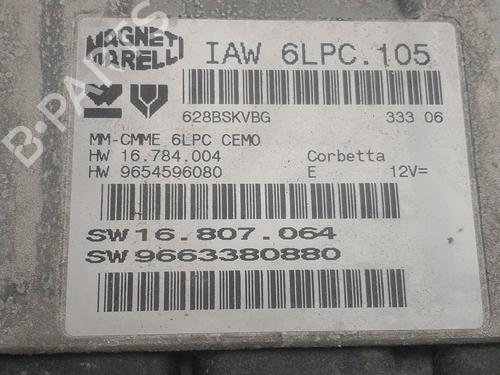 MAGNETI
MARELLI
IAW 6LPC.105
628BSKVBG 333 06
MM-CMME 6LPC CEMO
HW 16.784.004 Corbetta
HW 9654596080 E 12V=
SW 16.807.064
SW 9663380880
B-PARTS